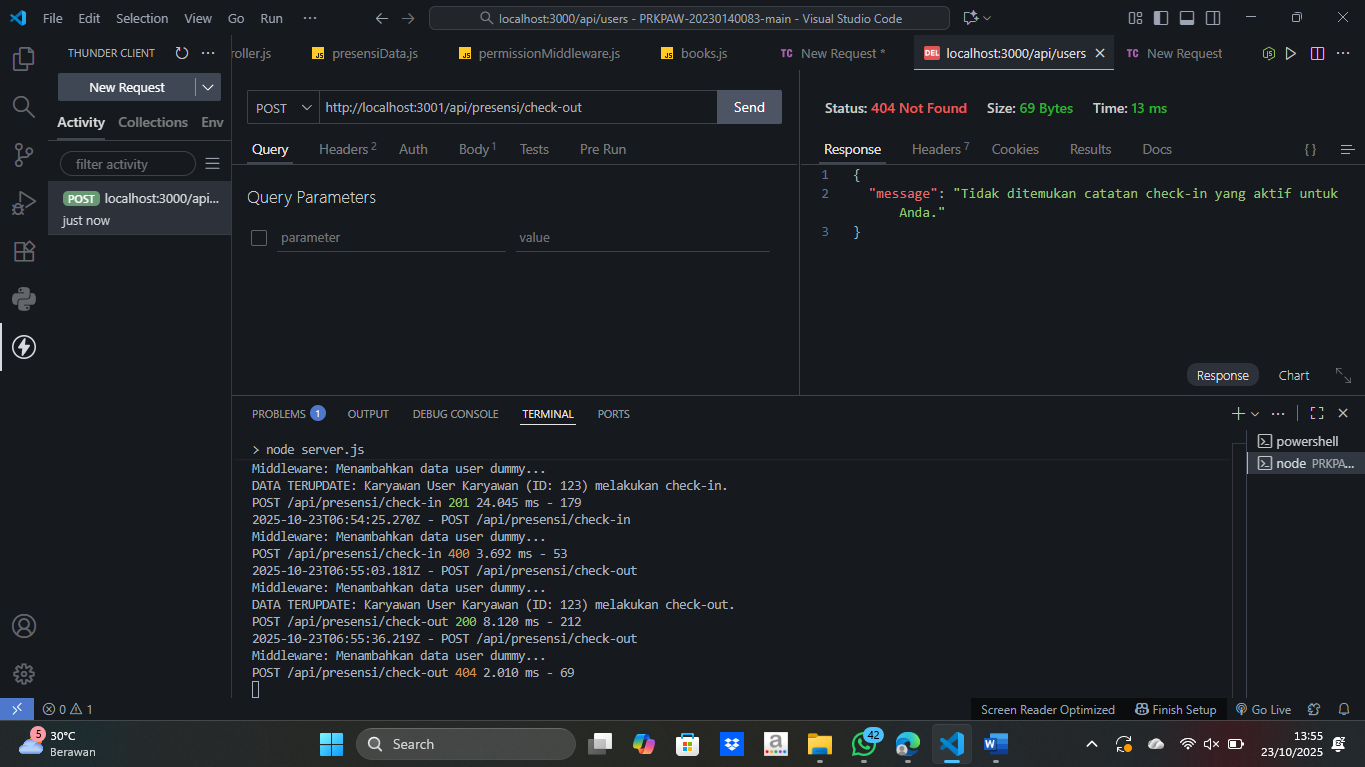 File Edit Selection View Go Run ··· localhost:3000/api/users - PRKPAW-20230140083-main - Visual Studio Code
THUNDER CLIENT ···
roller.js JS presensiData.js JS permissionMiddleware.js JS books.js TC New Request * DEL localhost:3000/api/users TC New Request ···
New Request
Activity Collections Env
filter activity
POST localhost:3000/api...
just now
POST http://localhost:3001/api/presensi/check-out Send
Query Headers 2 Auth Body 1 Tests Pre Run
Query Parameters
parameter value
Status: 404 Not Found Size: 69 Bytes Time: 13 ms
Response Headers 7 Cookies Results Docs { }
1 {
2 "message": "Tidak ditemukan catatan check-in yang aktif untuk
Anda."
3 }
Response Chart
PROBLEMS 1 OUTPUT DEBUG CONSOLE TERMINAL PORTS ···
> node server.js
Middleware: Menambahkan data user dummy...
DATA TERUPDATE: Karyawan User Karyawan (ID: 123) melakukan check-in.
POST /api/presensi/check-in 201 24.045 ms - 179
2025-10-23T06:54:25.270Z - POST /api/presensi/check-in
Middleware: Menambahkan data user dummy...
POST /api/presensi/check-in 400 3.692 ms - 53
2025-10-23T06:55:03.181Z - POST /api/presensi/check-out
Middleware: Menambahkan data user dummy...
DATA TERUPDATE: Karyawan User Karyawan (ID: 123) melakukan check-out.
POST /api/presensi/check-out 200 8.120 ms - 212
2025-10-23T06:55:36.219Z - POST /api/presensi/check-out
Middleware: Menambahkan data user dummy...
POST /api/presensi/check-out 404 2.010 ms - 69
powershell
node PRKPA...
0 1 Screen Reader Optimized Finish Setup Go Live
5 30°C
Berawan
Search
42
13:55
23/10/2025